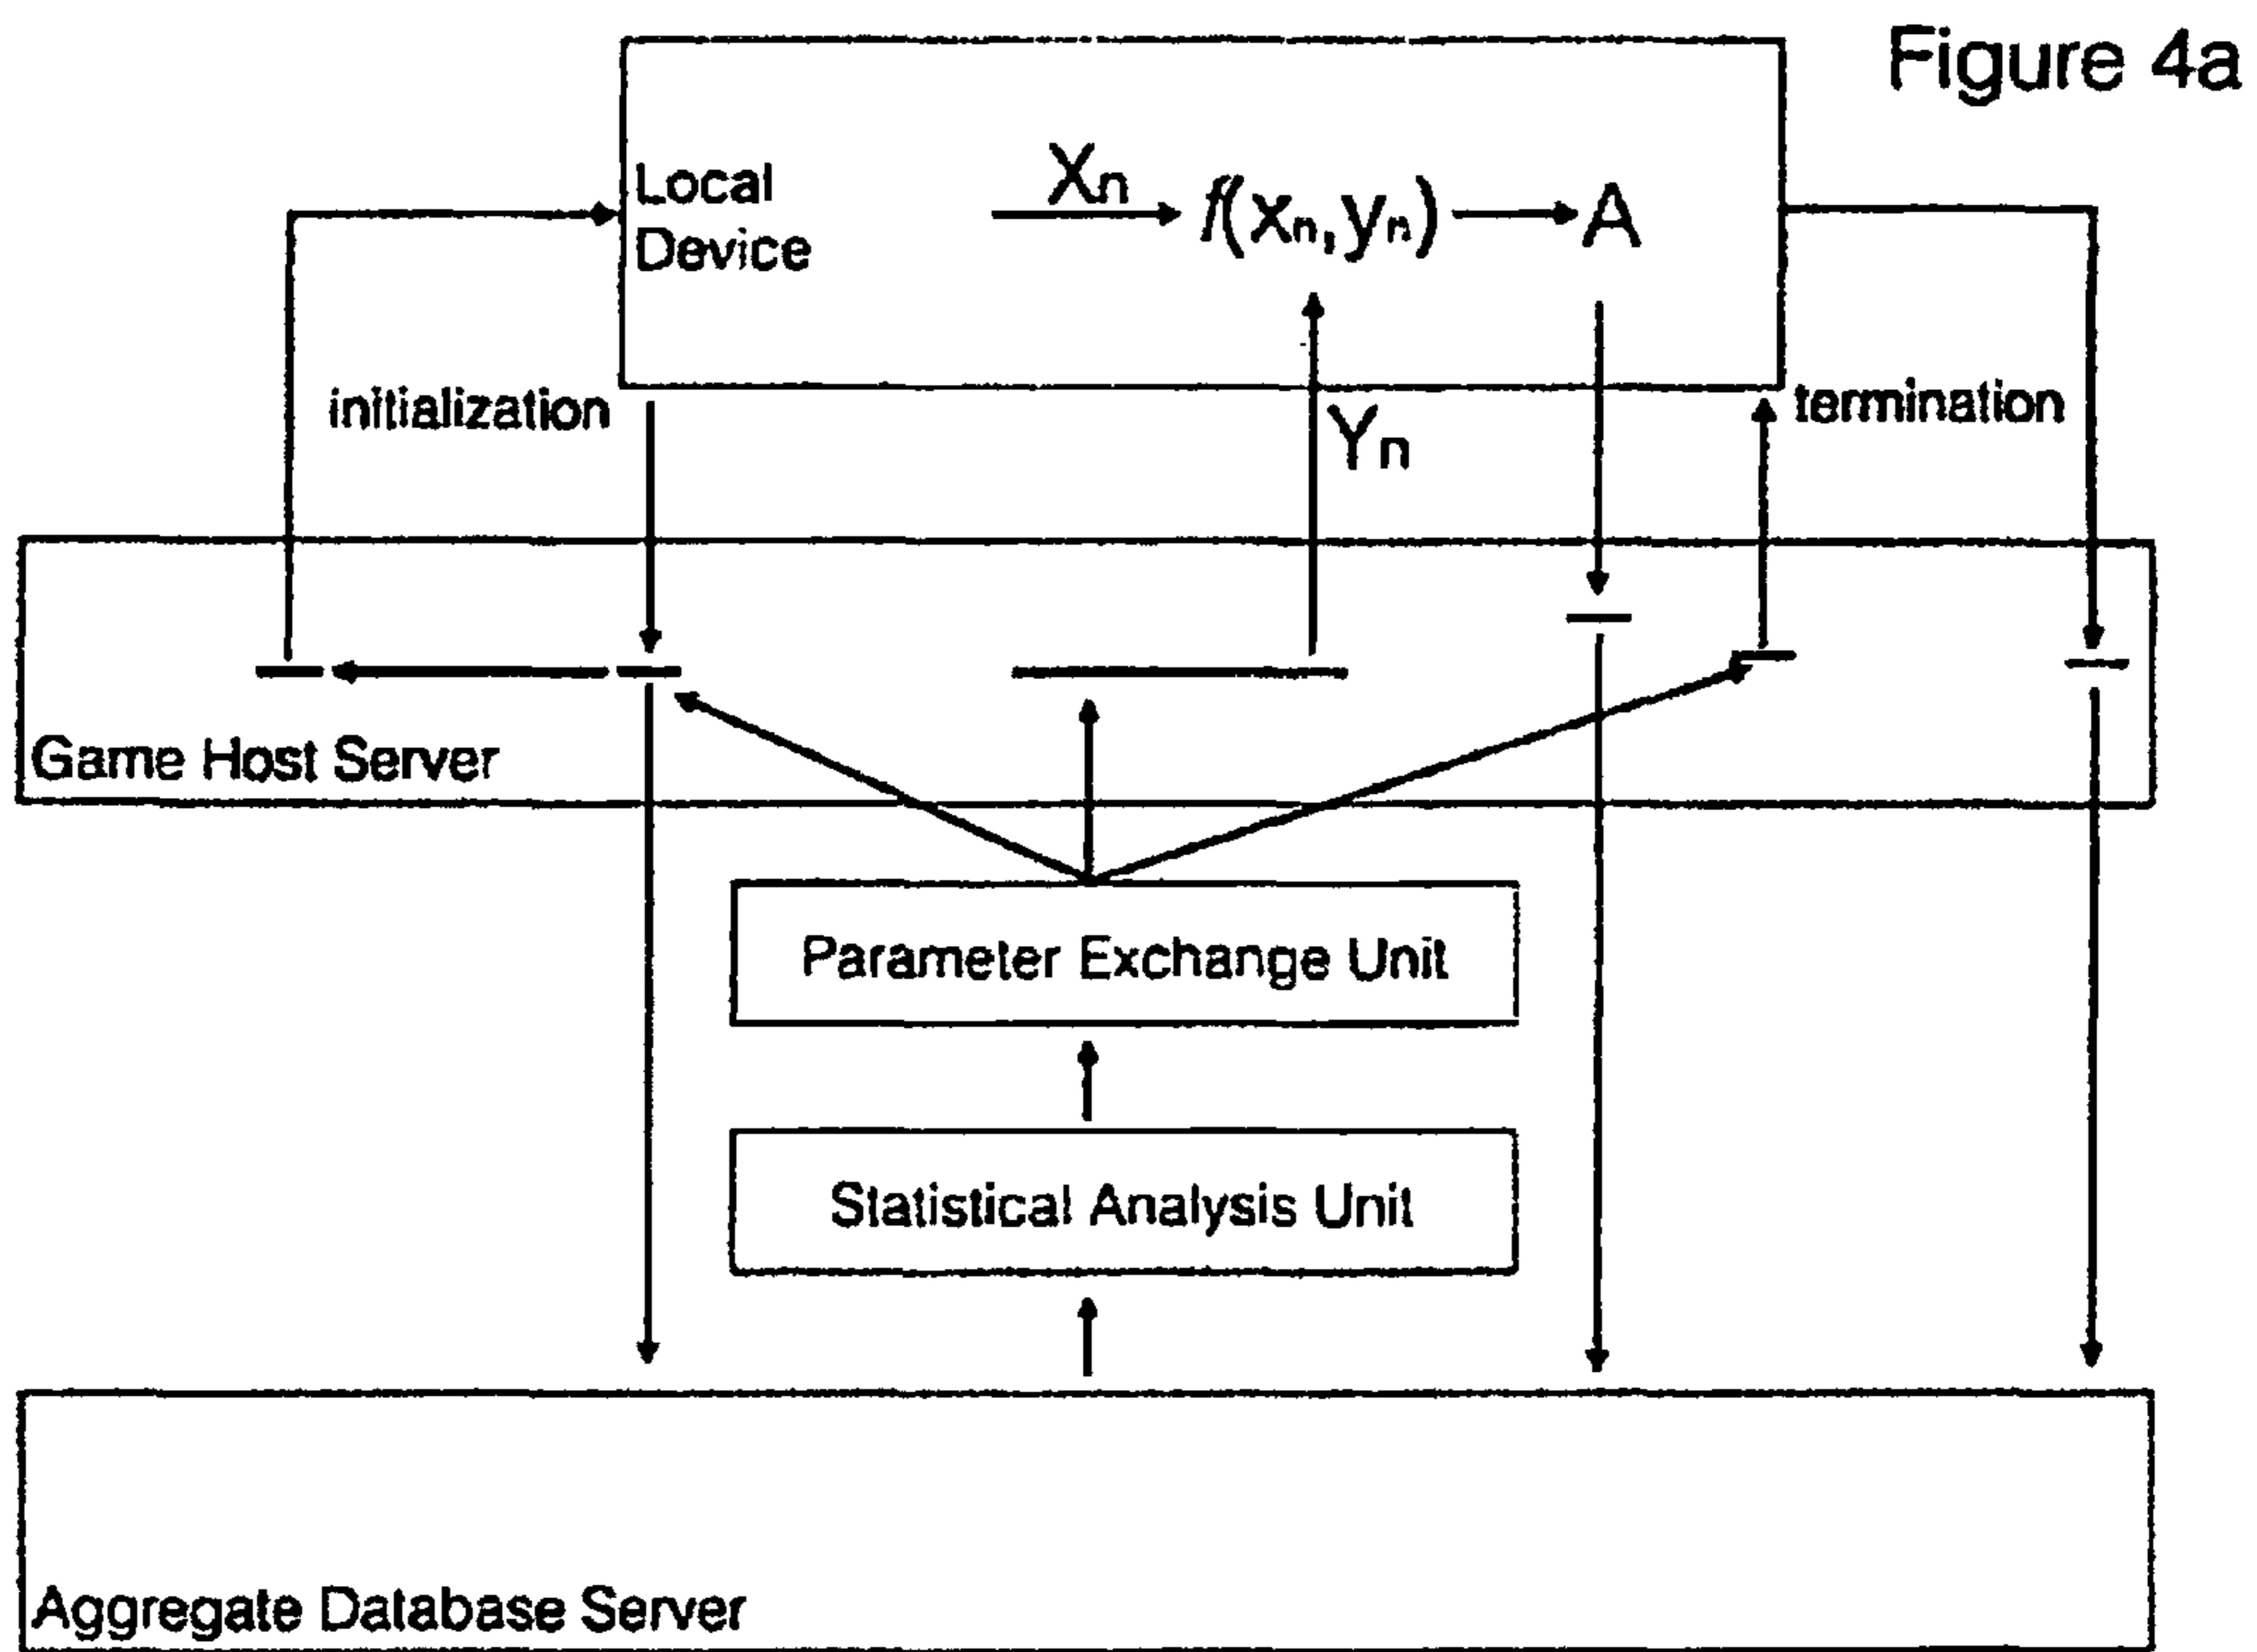 Figure 4a
Local
Device
Xn
f(xn,yn)
A
initialization
Yn
termination
Game Host Server
Parameter Exchange Unit
Statistical Analysis Unit
Aggregate Database Server